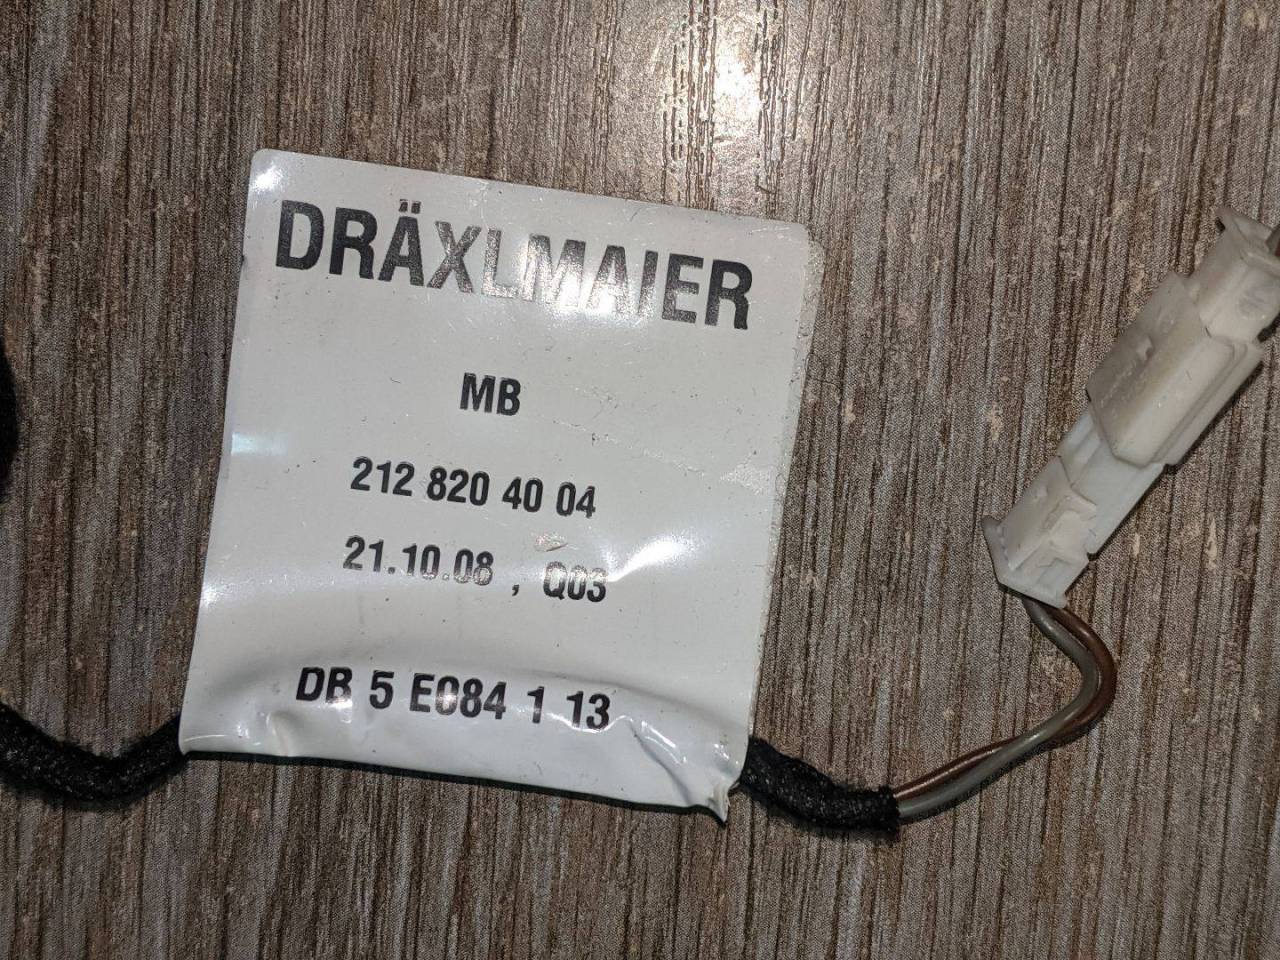 DRÄXLMAIER
MB
212 820 40 04
21.10.08 , Q03
DB 5 E084 1 13